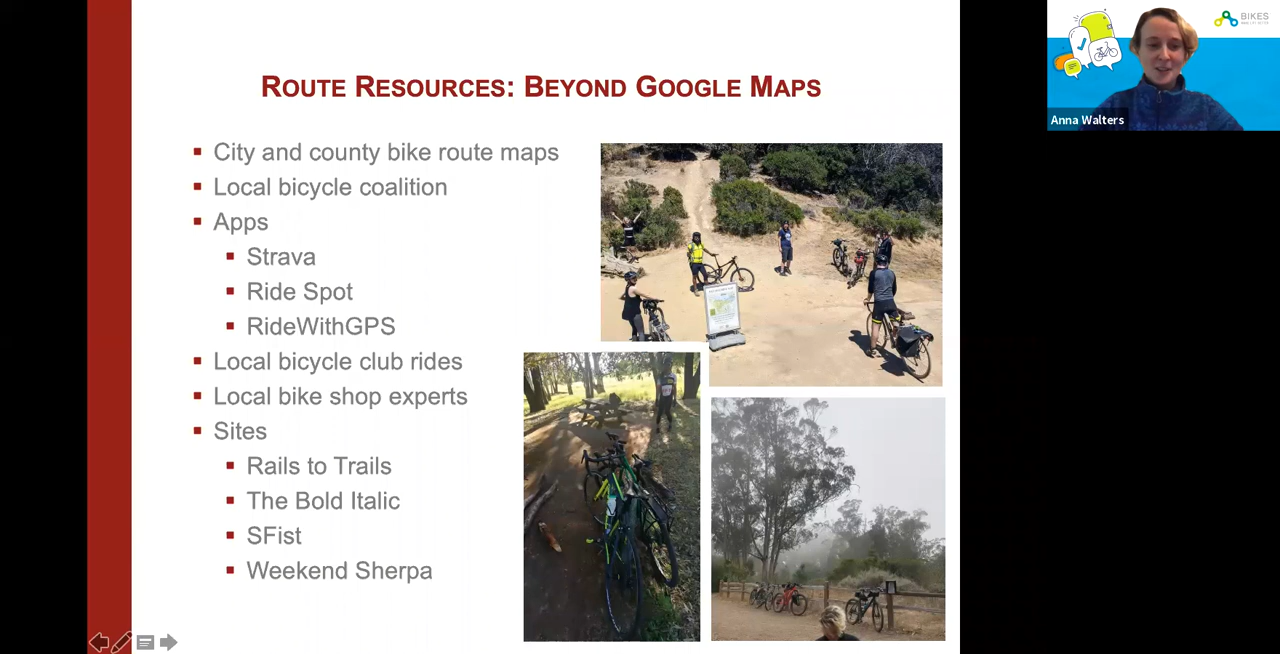 ROUTE RESOURCES: BEYOND GOOGLE MAPS
City and county bike route maps
Local bicycle coalition
Apps
Strava
Ride Spot
RideWithGPS
Local bicycle club rides
Local bike shop experts
Sites
Rails to Trails
The Bold Italic
SFist
Weekend Sherpa
BIKES
Anna Walters